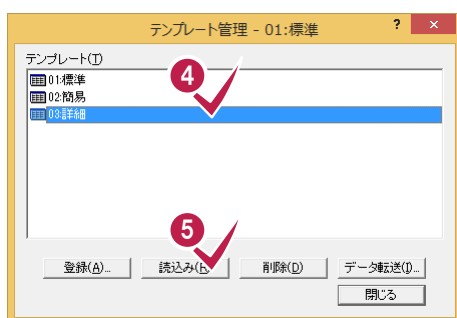 テンプレート管理 - 01:標準
? ×
テンプレート(T)
01:標準
02:簡易
03:詳細
4
5
登録(A)... 読込み(R) 削除(D) データ転送(I)...
閉じる